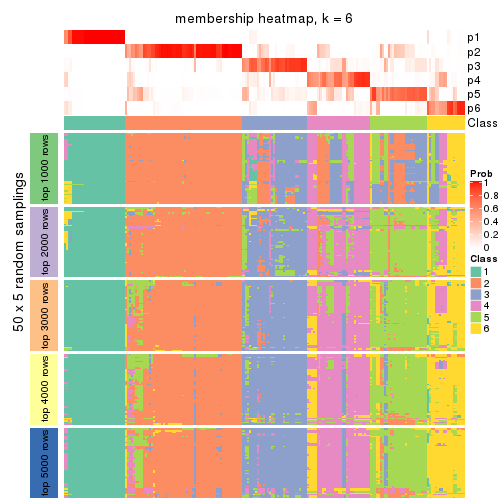 membership heatmap, k = 6
p1
p2
p3
p4
p5
p6
Class
50 x 5 random samplings
top 1000 rows
top 2000 rows
top 3000 rows
top 4000 rows
top 5000 rows
Prob
1
0.8
0.6
0.4
0.2
0
Class
1
2
3
4
5
6